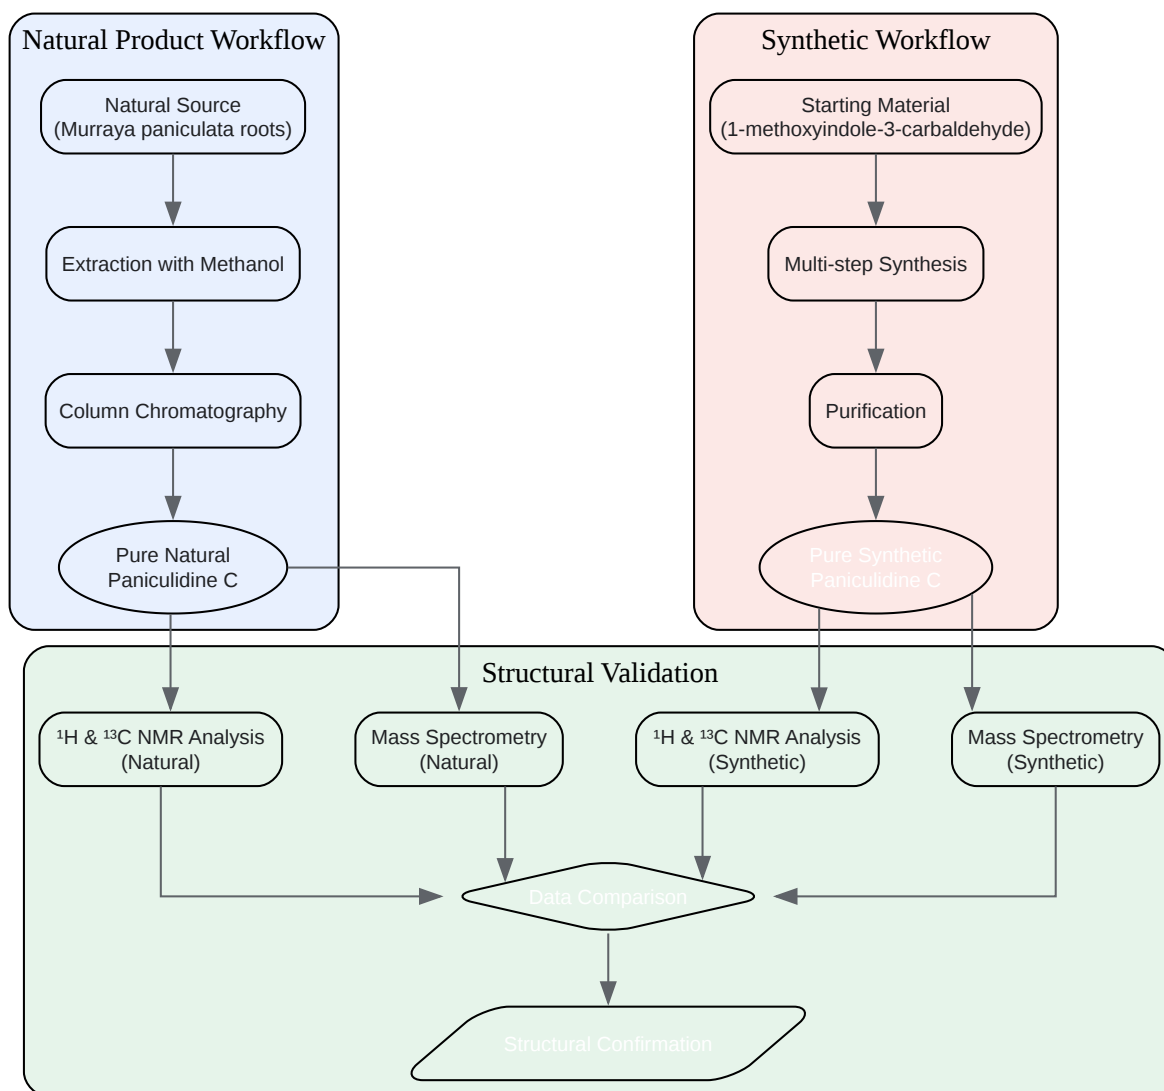 Natural Product Workflow
Natural Source
(Murraya paniculata roots)
Extraction with Methanol
Column Chromatography
Pure Natural
Paniculidine C
Synthetic Workflow
Starting Material
(1-methoxyindole-3-carbaldehyde)
Multi-step Synthesis
Purification
Pure Synthetic
Paniculidine C
Structural Validation
¹H & ¹³C NMR Analysis
(Natural)
Mass Spectrometry
(Natural)
¹H & ¹³C NMR Analysis
(Synthetic)
Mass Spectrometry
(Synthetic)
Data Comparison
Structural Confirmation